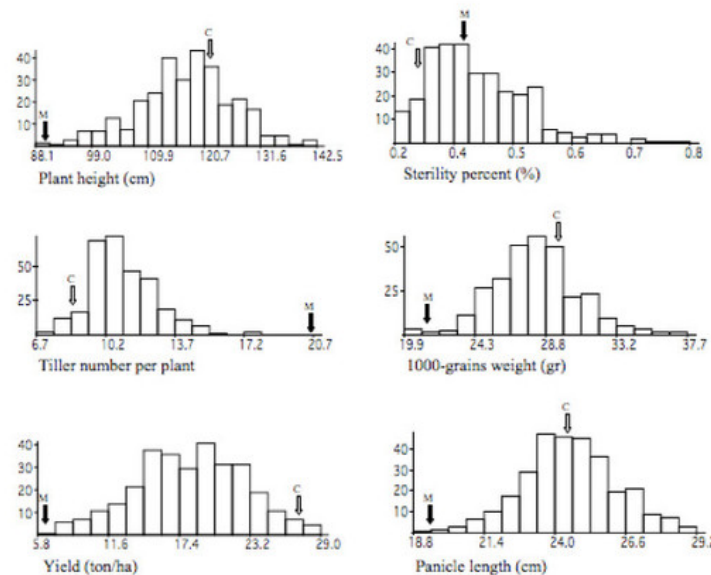 C
40
30
20
10
M
88.1 99.0 109.9 120.7 131.6 142.5
Plant height (cm)
M
C
40
30
20
10
0.2 0.4 0.5 0.6 0.7 0.8
Sterility percent (%)
C
50
25
M
6.7 10.2 13.7 17.2 20.7
Tiller number per plant
C
50
25
M
19.9 24.3 28.8 33.2 37.7
1000-grains weight (gr)
C
40
30
20
10
M
5.8 11.6 17.4 23.2 29.0
Yield (ton/ha)
C
40
30
20
10
M
18.8 21.4 24.0 26.6 29.2
Panicle length (cm)